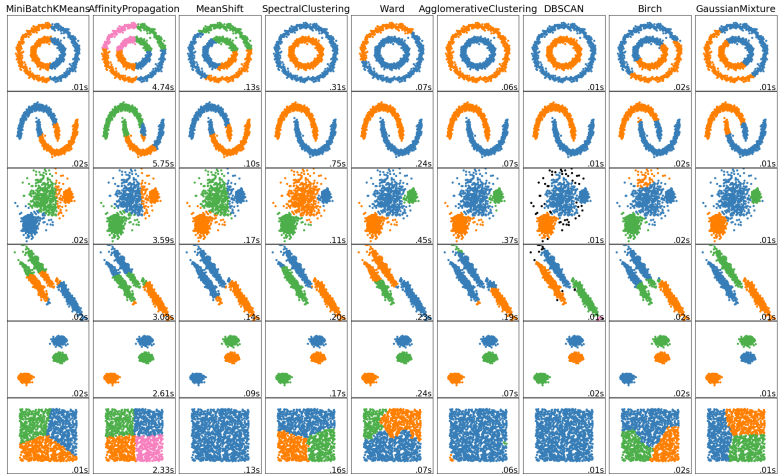 MiniBatchKMeans AffinityPropagation MeanShift SpectralClustering Ward AgglomerativeClustering DBSCAN Birch GaussianMixture
.01s 4.74s .13s .31s .07s .06s .01s .02s .01s
.02s 5.75s .10s .75s .24s .07s .01s .02s .01s
.02s 3.59s .17s .11s .45s .37s .01s .02s .01s
.02s 3.08s .20s .23s .19s .01s .02s .01s
.02s 2.61s .09s .17s .24s .07s .02s .02s .01s
.01s 2.33s .13s .16s .07s .06s .01s .02s .01s